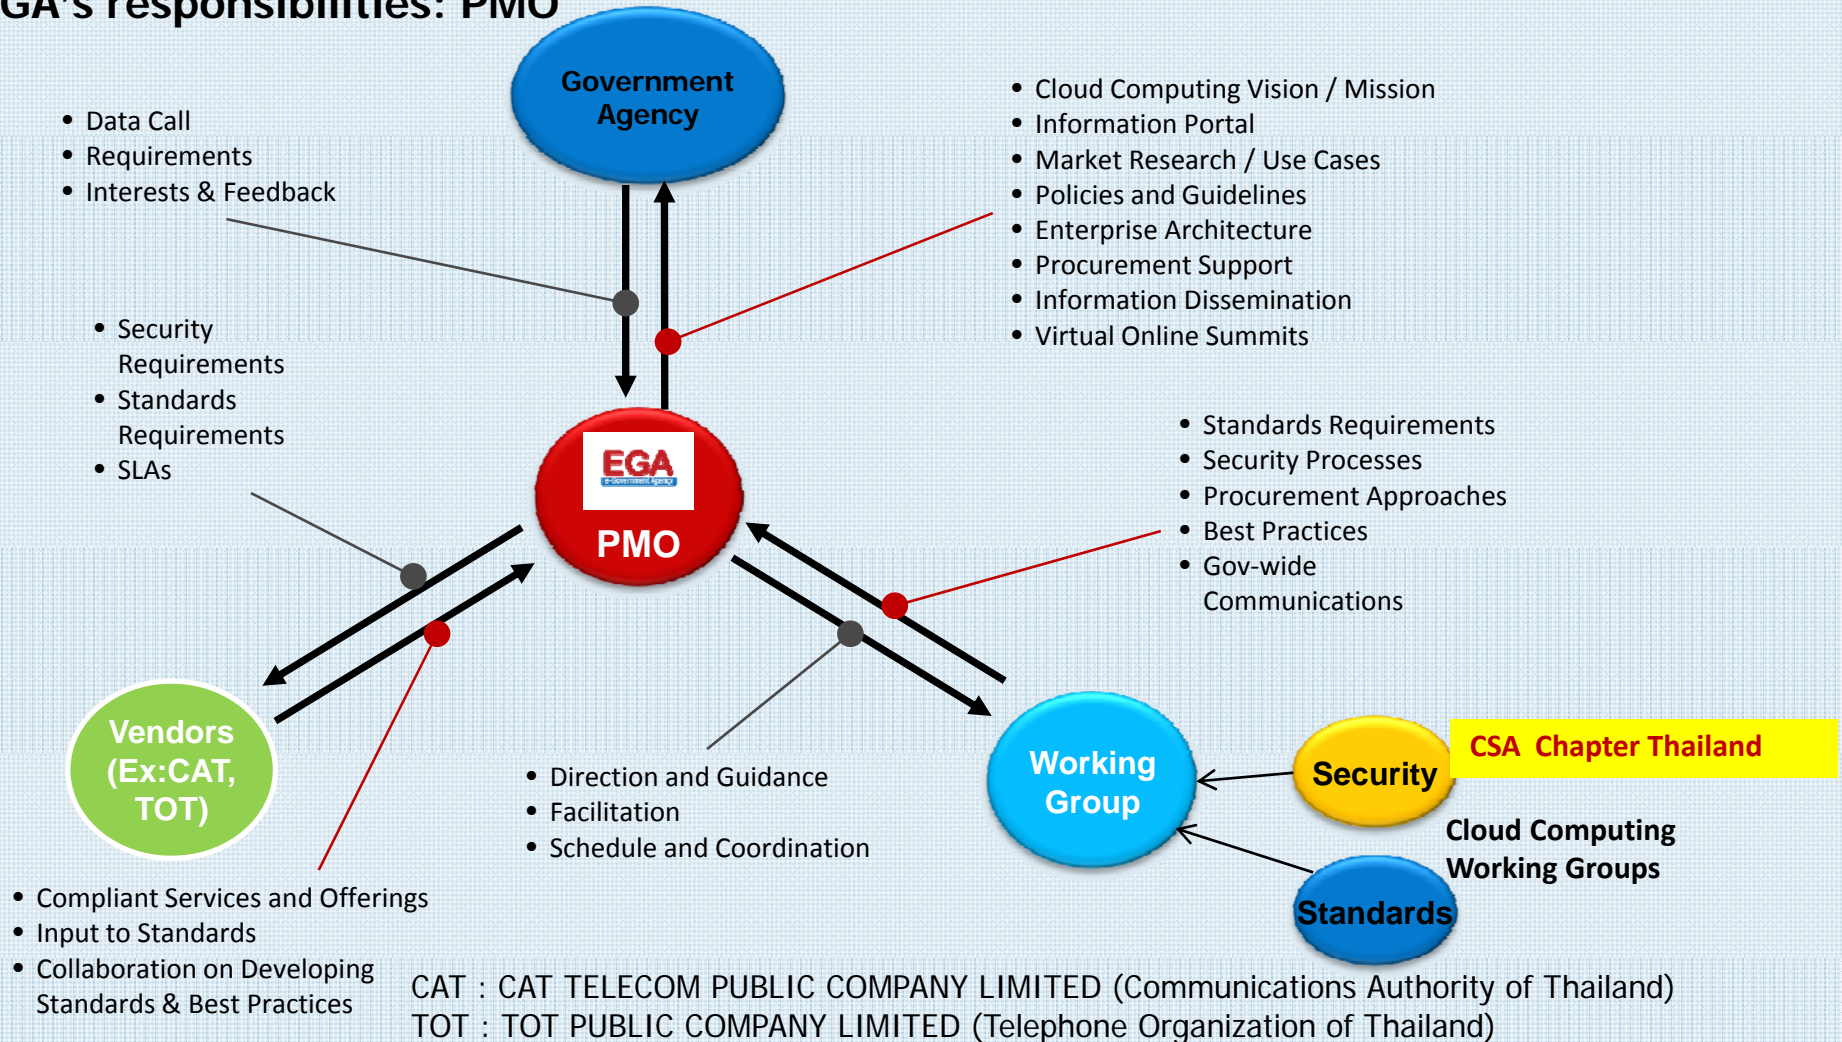 GA's responsibilities: PMO
Government
Agency
• Data Call
• Requirements
• Interests & Feedback
• Cloud Computing Vision / Mission
• Information Portal
• Market Research / Use Cases
• Policies and Guidelines
• Enterprise Architecture
• Procurement Support
• Information Dissemination
• Virtual Online Summits
• Security
Requirements
• Standards
Requirements
• SLAs
EGA
e-Government Agency
PMO
• Standards Requirements
• Security Processes
• Procurement Approaches
• Best Practices
• Gov-wide
Communications
Vendors
(Ex:CAT,
TOT)
• Direction and Guidance
• Facilitation
• Schedule and Coordination
Working
Group
Security
CSA Chapter Thailand
Cloud Computing
Working Groups
Standards
• Compliant Services and Offerings
• Input to Standards
• Collaboration on Developing
Standards & Best Practices
CAT : CAT TELECOM PUBLIC COMPANY LIMITED (Communications Authority of Thailand)
TOT : TOT PUBLIC COMPANY LIMITED (Telephone Organization of Thailand)